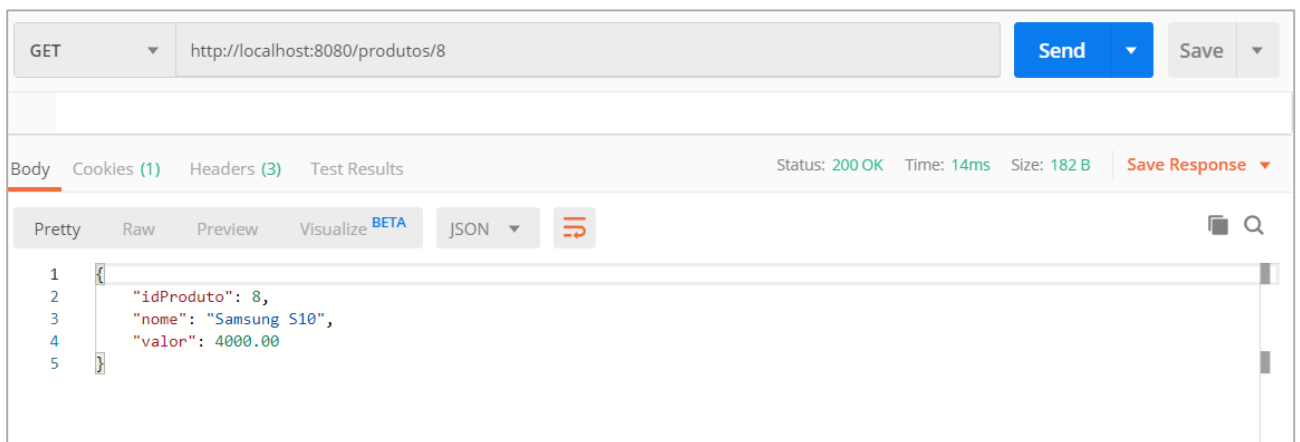 GET http://localhost:8080/produtos/8 Send Save
Body Cookies (1) Headers (3) Test Results Status: 200 OK Time: 14ms Size: 182 B Save Response
Pretty Raw Preview Visualize BETA JSON
1 {
2 "idProduto": 8,
3 "nome": "Samsung S10",
4 "valor": 4000.00
5 }